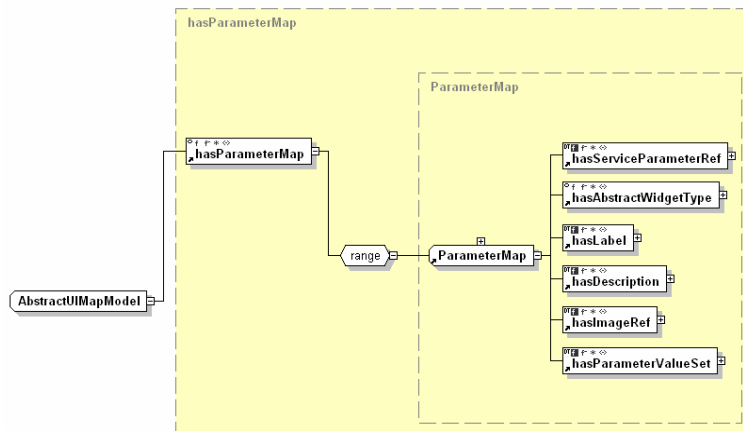 hasParameterMap
ParameterMap
hasParameterMap
hasServiceParameterRef
hasAbstractWidgetType
hasLabel
range
ParameterMap
hasDescription
AbstractUIMapModel
hasImageRef
hasParameterValueSet